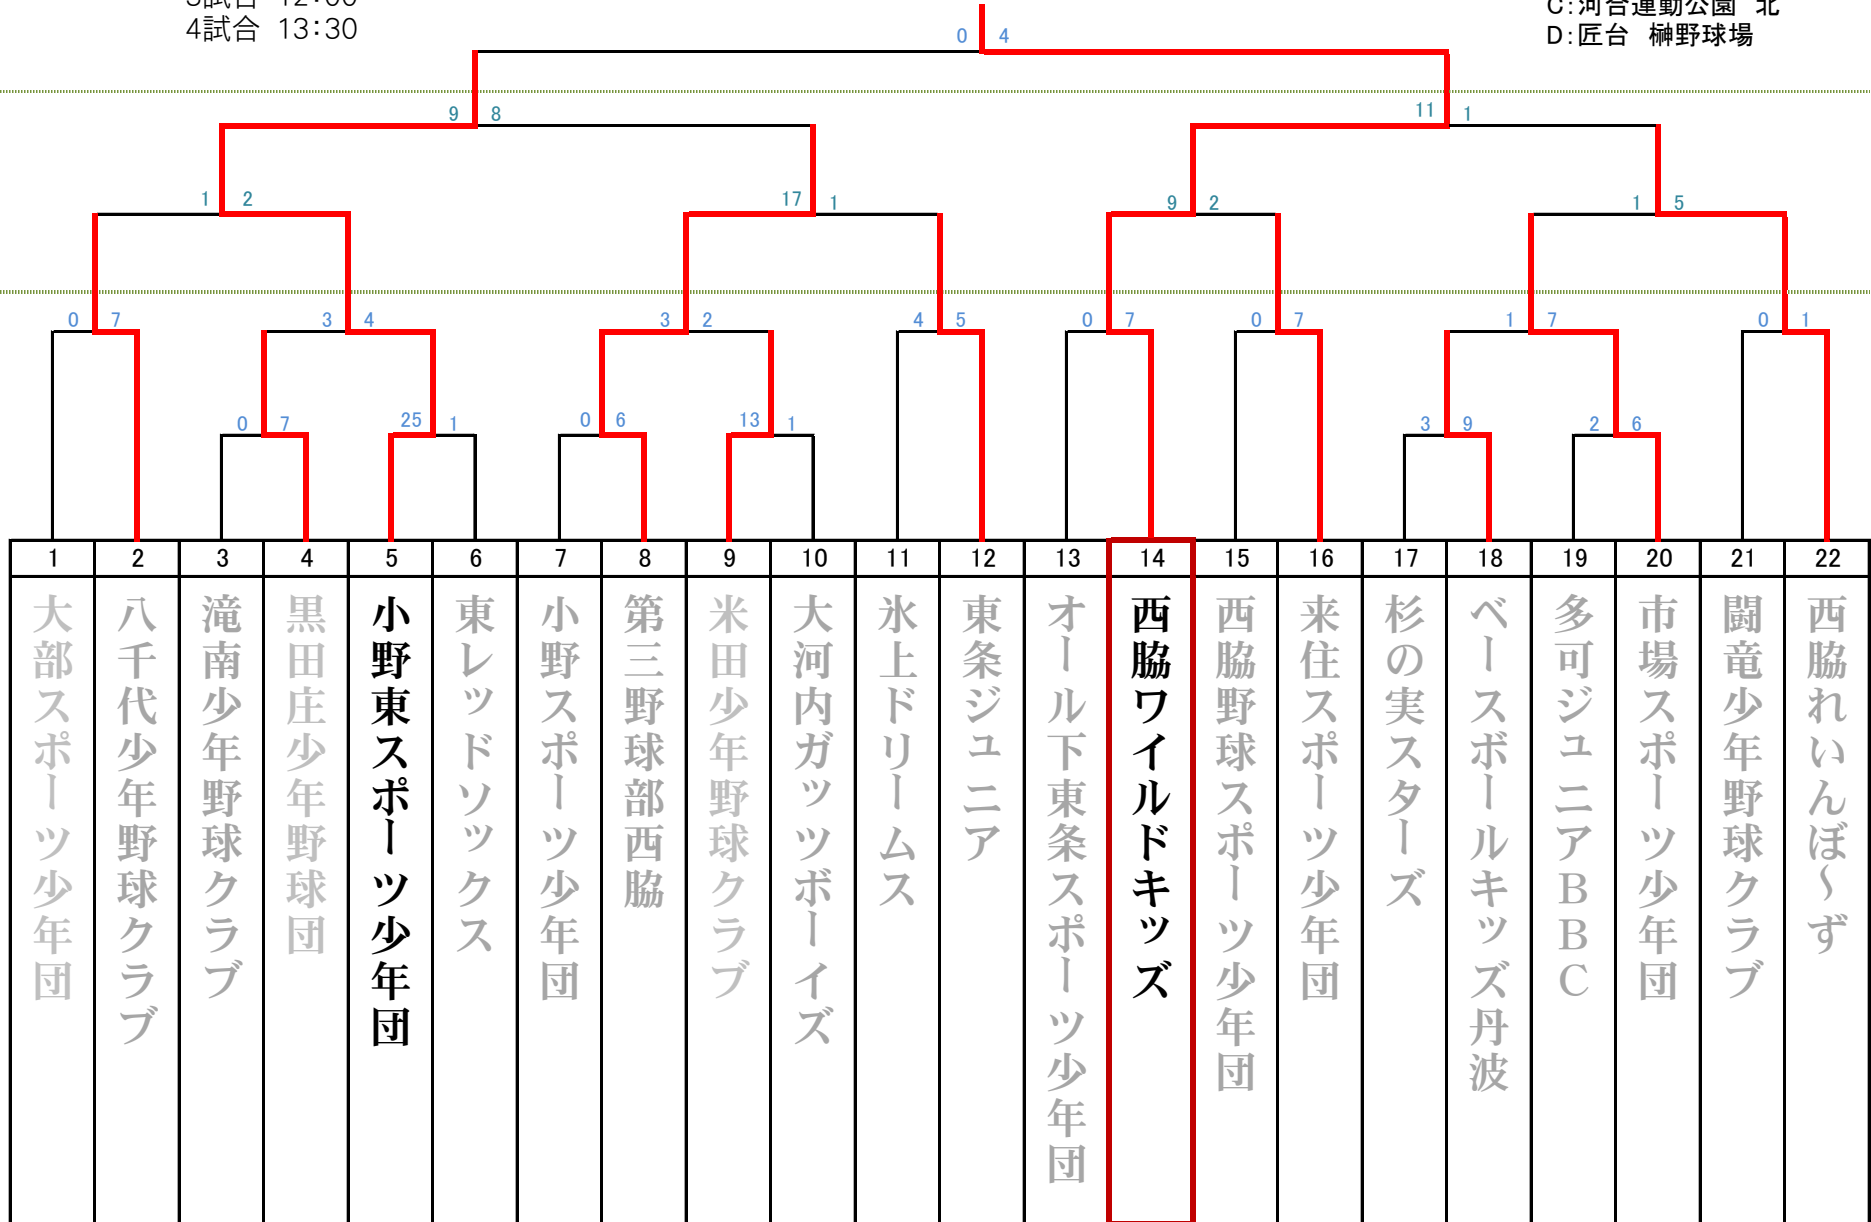 3試合 12:00
4試合 13:30
C:河合運動公園 北
D:匠台 榊野球場
0 4
9 8
11 1
1 2
17 1
9 2
1 5
0 7
3 4
3 2
4 5
0 7
0 7
1 7
0 1
0 7
25 1
0 6
13 1
3 9
2 6
1 2 3 4 5 6 7 8 9 10 11 12 13 14 15 16 17 18 19 20 21 22
大部スポーツ少年団
八千代少年野球クラブ
滝南少年野球クラブ
黒田庄少年野球団
小野東スポーツ少年団
東レッドソックス
小野スポーツ少年団
第三野球部西脇
米田少年野球クラブ
大河内ガッツボーイズ
氷上ドリームス
東条ジュニア
オール下東条スポーツ少年団
西脇ワイルドキッズ
西脇野球スポーツ少年団
来住スポーツ少年団
杉の実スターズ
ベースボールキッズ丹波
多可ジュニアBBC
市場スポーツ少年団
闘竜少年野球クラブ
西脇れいんぼ～ず